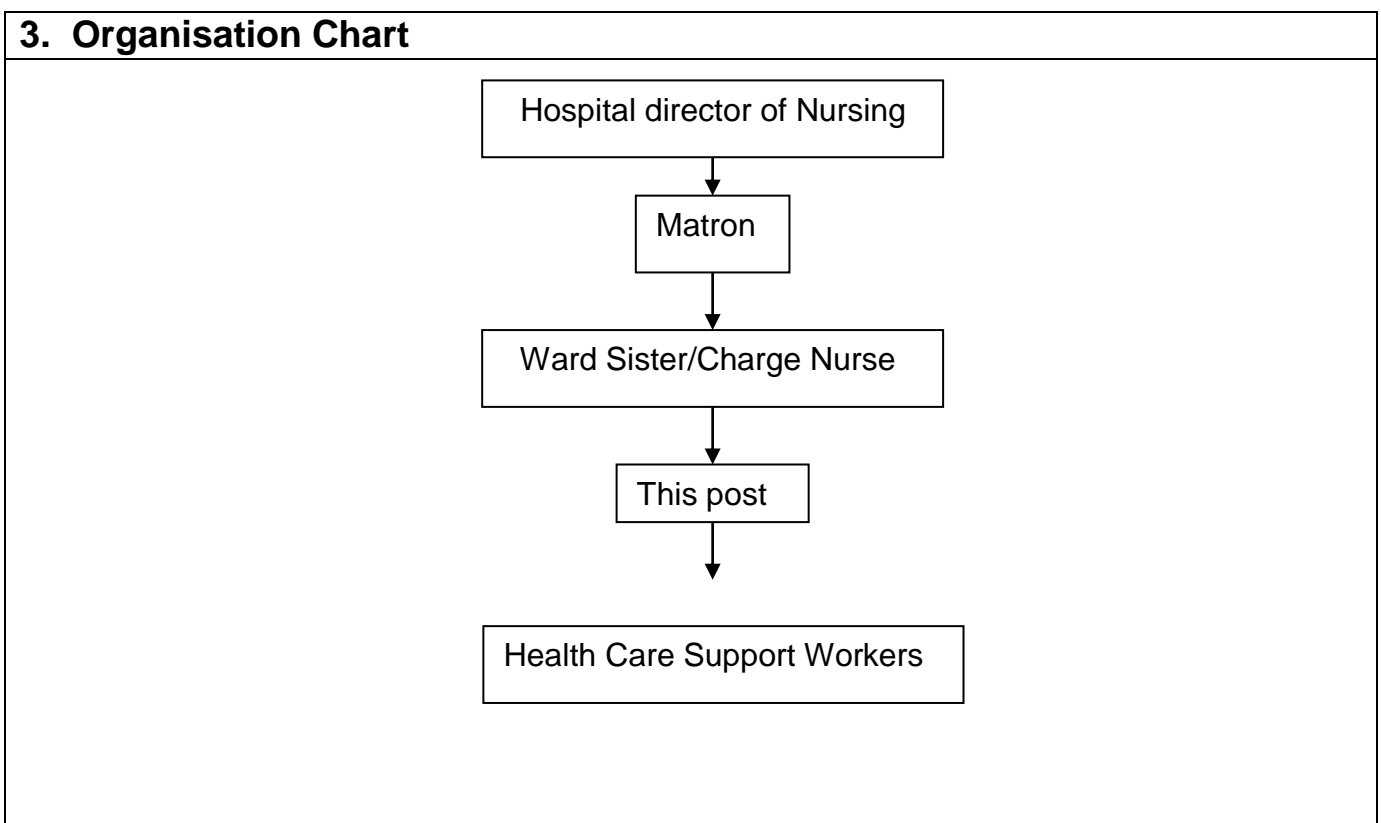 3. Organisation Chart
Hospital director of Nursing
Matron
Ward Sister/Charge Nurse
This post
Health Care Support Workers